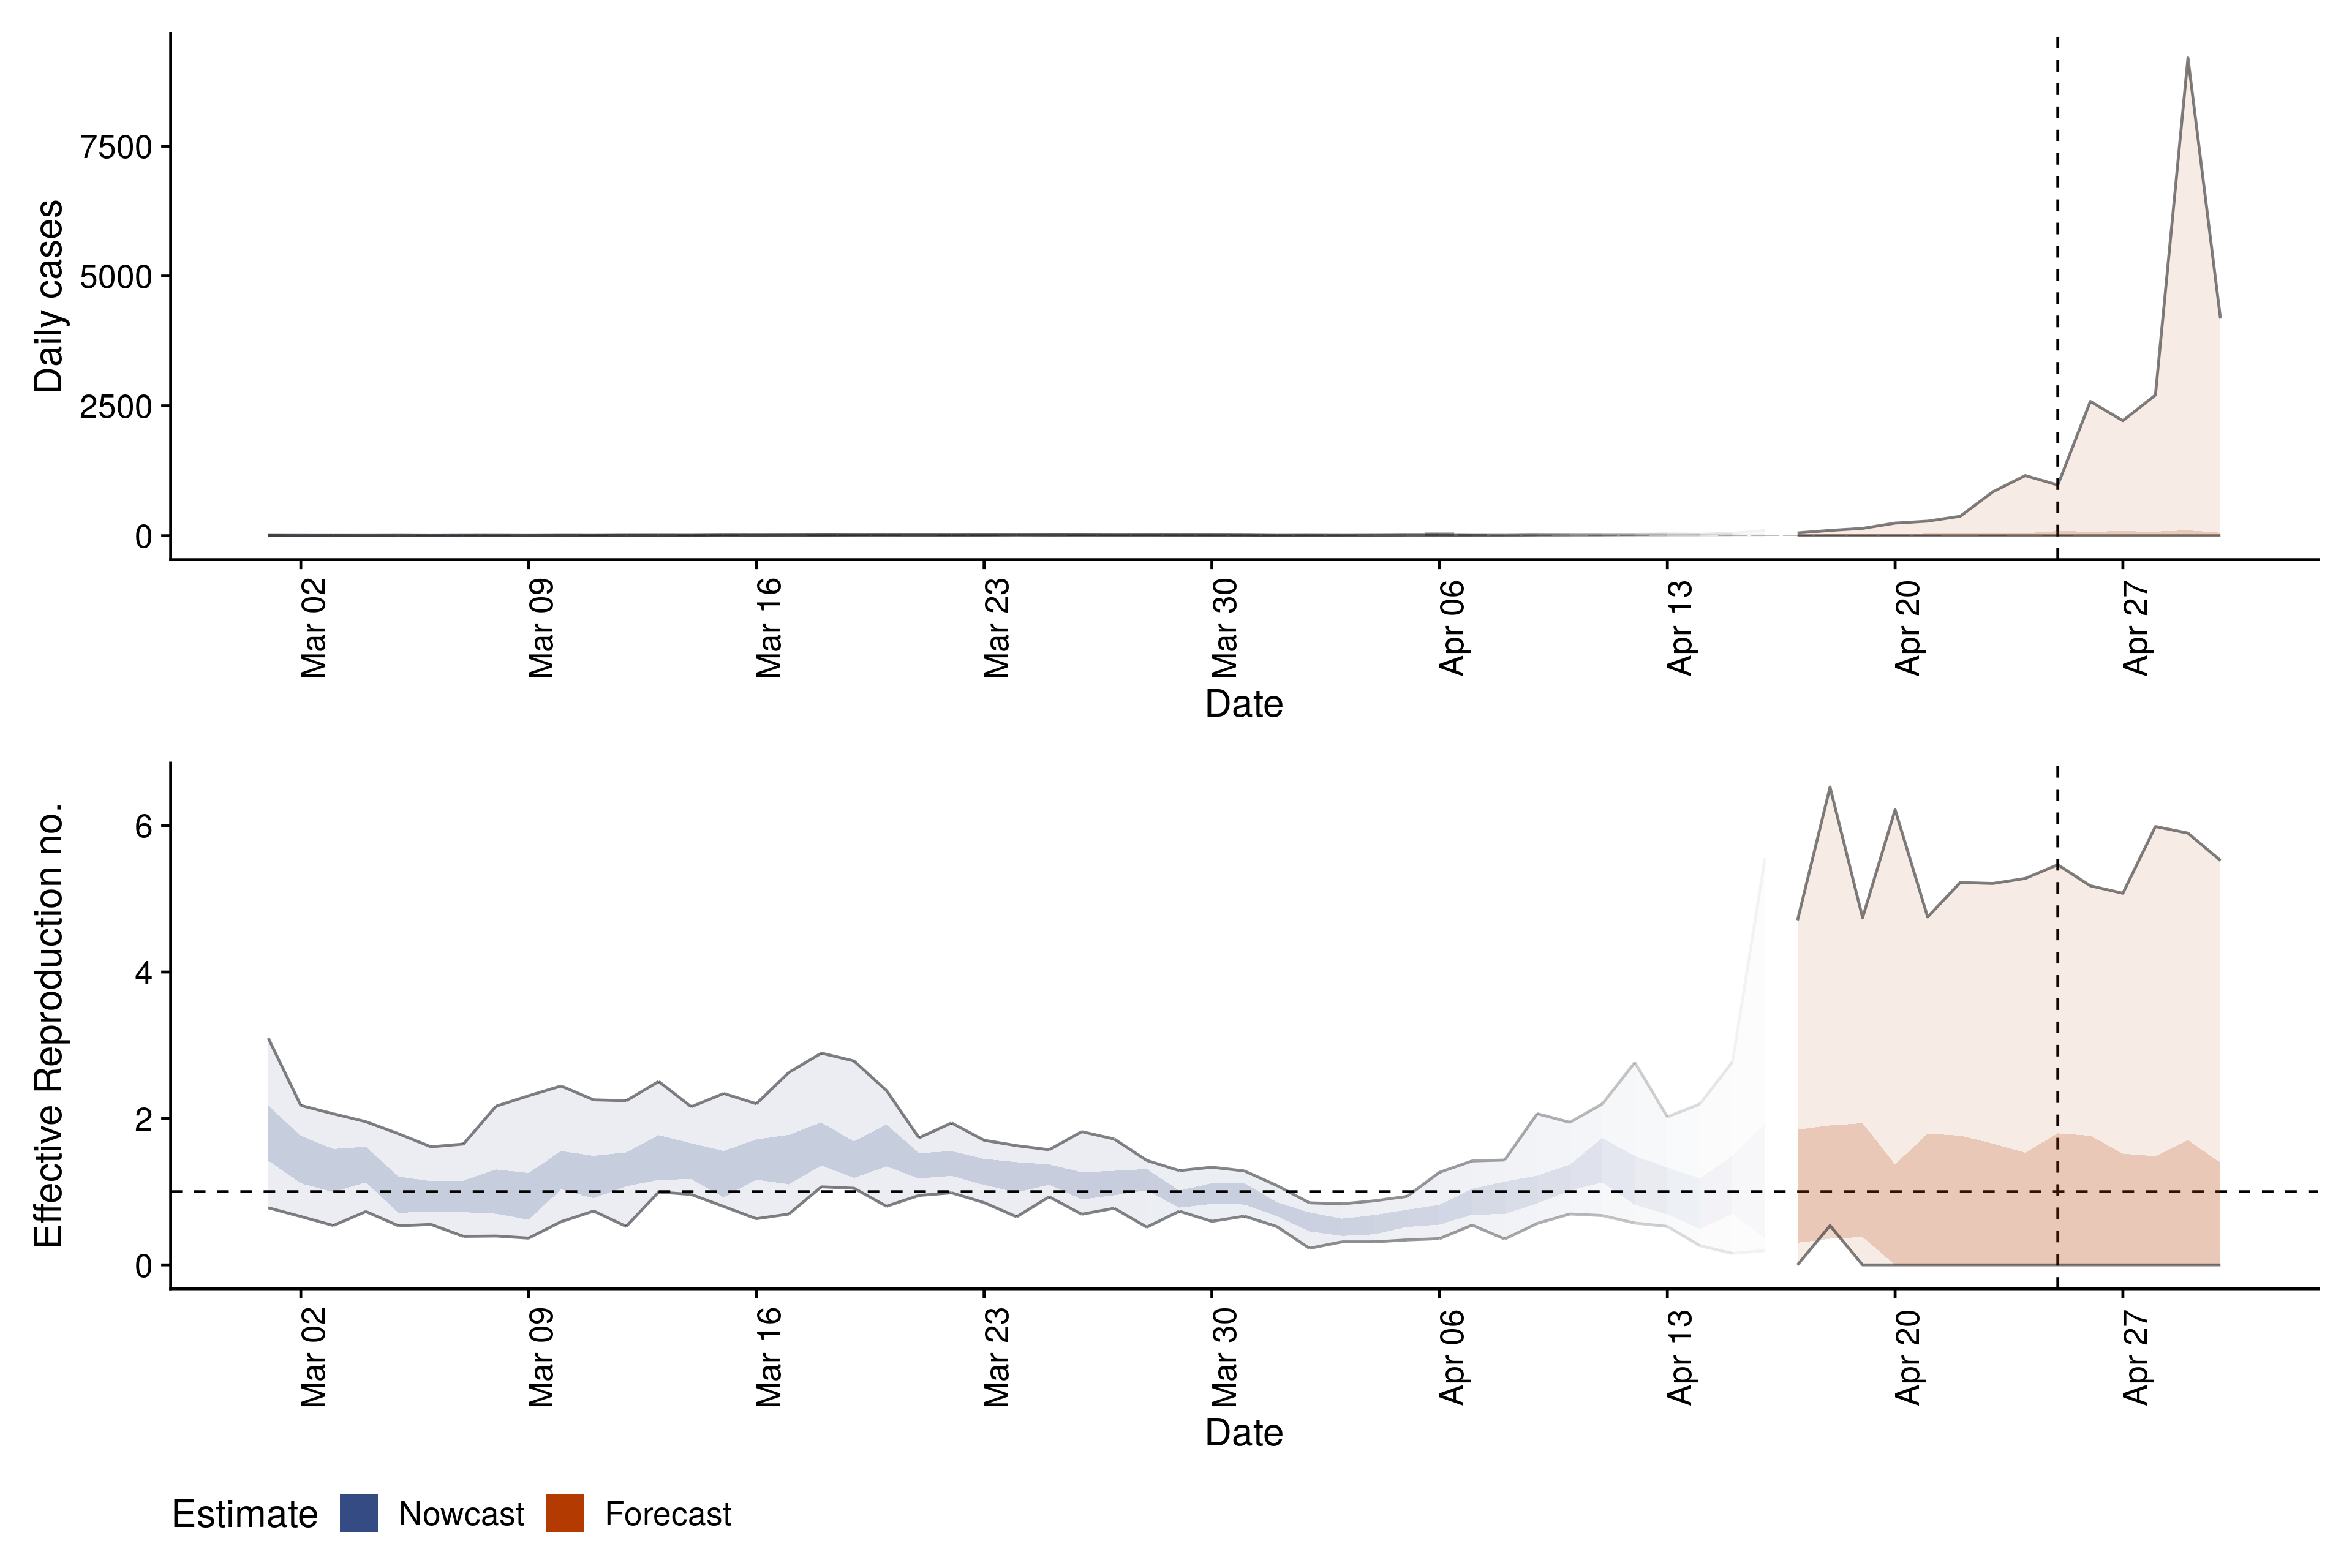 Daily cases
7500
5000
2500
0
Mar 02
Mar 09
Mar 16
Mar 23
Mar 30
Apr 06
Apr 13
Apr 20
Apr 27
Date
Effective Reproduction no.
6
4
2
0
Mar 02
Mar 09
Mar 16
Mar 23
Mar 30
Apr 06
Apr 13
Apr 20
Apr 27
Date
Estimate Nowcast Forecast